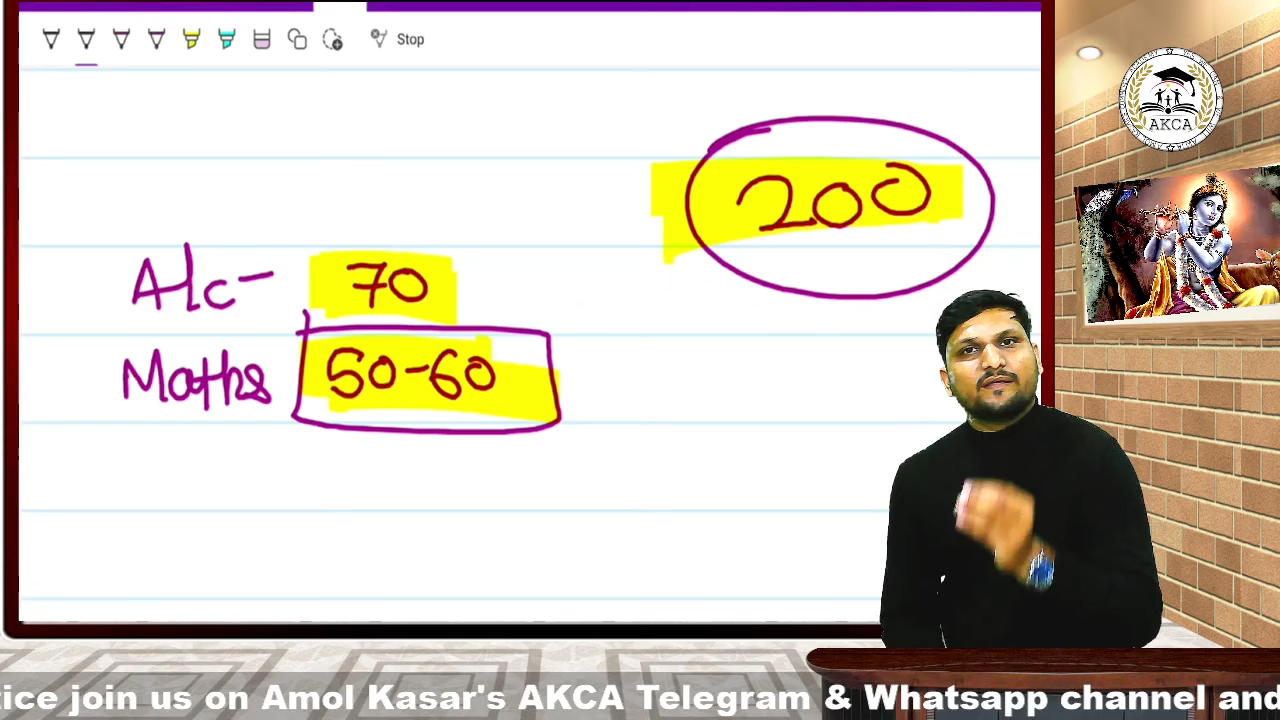 Stop
200
A/c- 70
Maths 50-60
AKCA
tice join us on Amol Kasar's AKCA Telegram & Whatsapp channel and